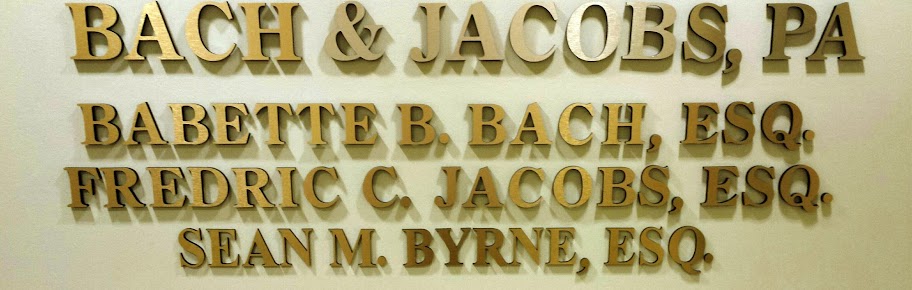 BACH & JACOBS, PA
BABETTE B. BACH, ESQ.
FREDRIC C. JACOBS, ESQ.
SEAN M. BYRNE, ESQ.